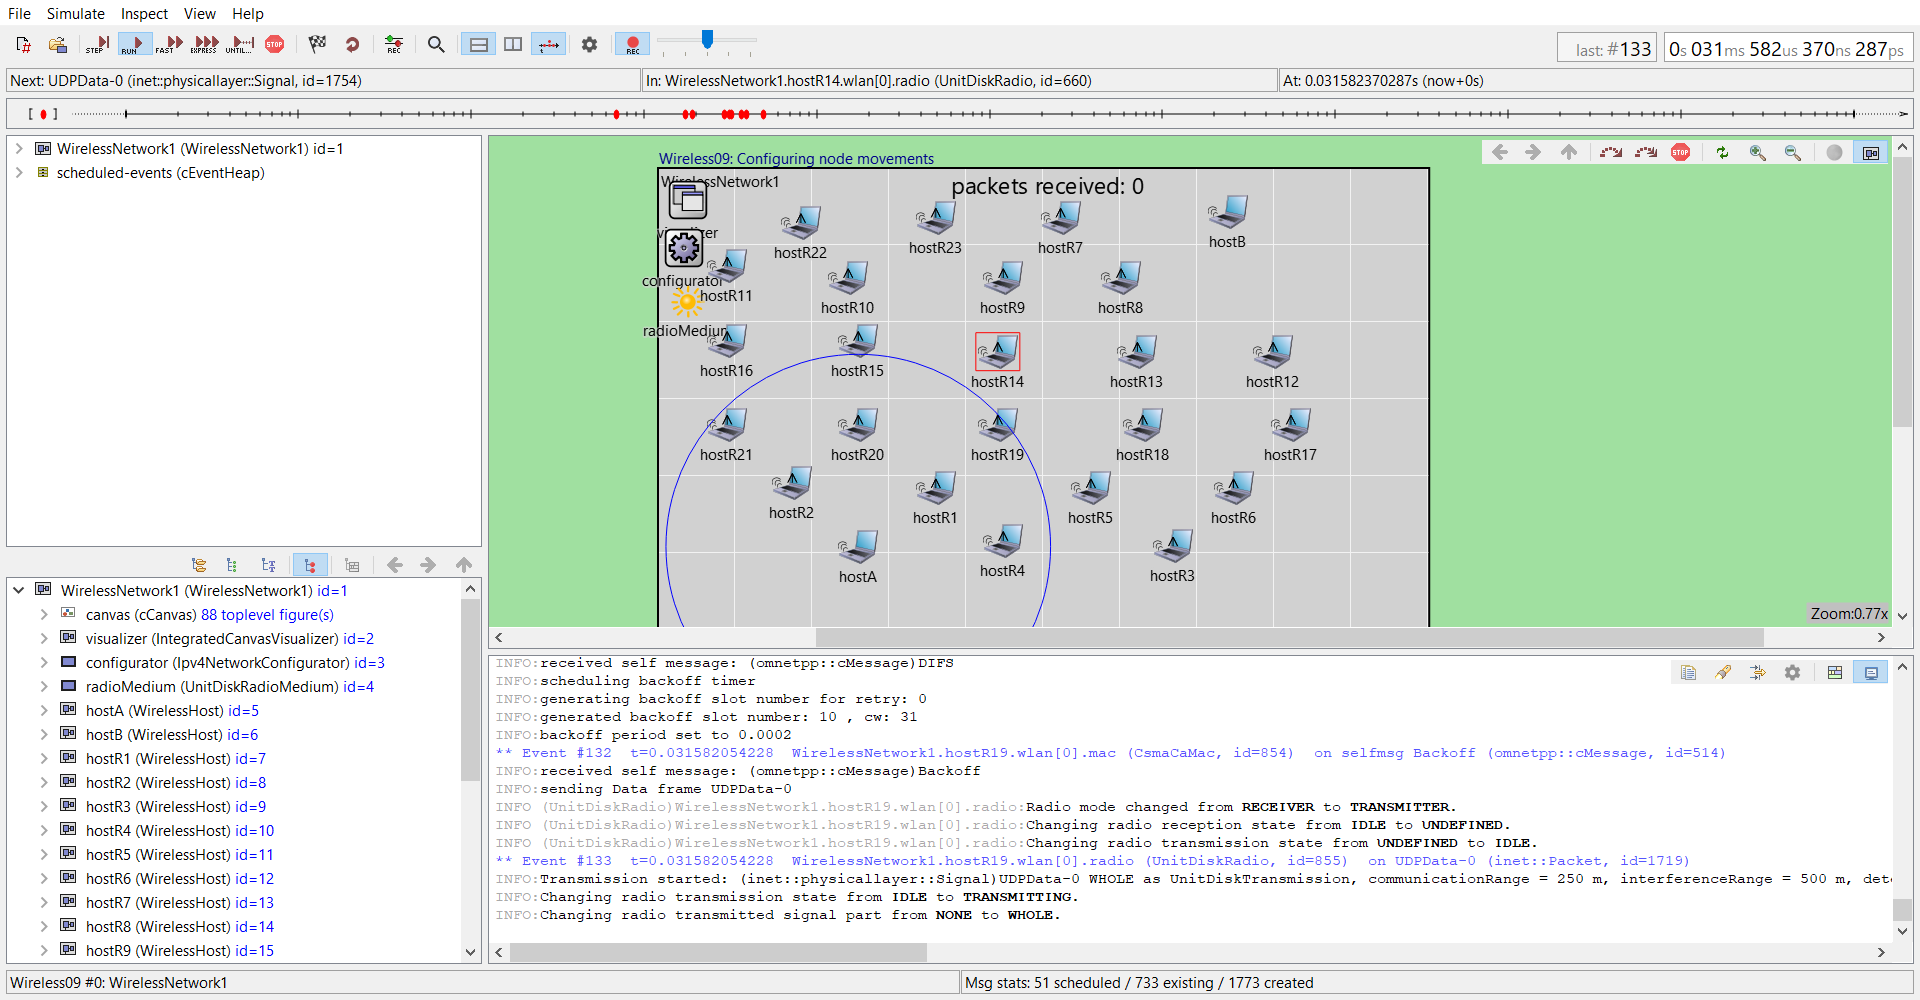 File Simulate Inspect View Help
STEP RUN FAST EXPRESS UNTIL... STOP REC REC last: #133 0s 031ms 582us 370ns 287ps
Next: UDPData-0 (inet::physicallayer::Signal, id=1754) In: WirelessNetwork1.hostR14.wlan[0].radio (UnitDiskRadio, id=660) At: 0.031582370287s (now+0s)
WirelessNetwork1 (WirelessNetwork1) id=1
scheduled-events (cEventHeap)
WirelessNetwork1 (WirelessNetwork1) id=1
canvas (cCanvas) 88 toplevel figure(s)
visualizer (IntegratedCanvasVisualizer) id=2
configurator (Ipv4NetworkConfigurator) id=3
radioMedium (UnitDiskRadioMedium) id=4
hostA (WirelessHost) id=5
hostB (WirelessHost) id=6
hostR1 (WirelessHost) id=7
hostR2 (WirelessHost) id=8
hostR3 (WirelessHost) id=9
hostR4 (WirelessHost) id=10
hostR5 (WirelessHost) id=11
hostR6 (WirelessHost) id=12
hostR7 (WirelessHost) id=13
hostR8 (WirelessHost) id=14
hostR9 (WirelessHost) id=15
Wireless09: Configuring node movements
STOP
WirelessNetwork1 packets received: 0
visualizer
hostR22 hostR23 hostR7 hostB
configurator
hostR11 hostR10 hostR9 hostR8
radioMedium
hostR16 hostR15 hostR14 hostR13 hostR12
hostR21 hostR20 hostR19 hostR18 hostR17
hostR2 hostR1 hostR5 hostR6
hostA hostR4 hostR3
Zoom:0.77x
INFO:received self message: (omnetpp::cMessage)DIFS
INFO:scheduling backoff timer
INFO:generating backoff slot number for retry: 0
INFO:generated backoff slot number: 10 , cw: 31
INFO:backoff period set to 0.0002
** Event #132 t=0.031582054228 WirelessNetwork1.hostR19.wlan[0].mac (CsmaCaMac, id=854) on selfmsg Backoff (omnetpp::cMessage, id=514)
INFO:received self message: (omnetpp::cMessage)Backoff
INFO:sending Data frame UDPData-0
INFO (UnitDiskRadio)WirelessNetwork1.hostR19.wlan[0].radio:Radio mode changed from RECEIVER to TRANSMITTER.
INFO (UnitDiskRadio)WirelessNetwork1.hostR19.wlan[0].radio:Changing radio reception state from IDLE to UNDEFINED.
INFO (UnitDiskRadio)WirelessNetwork1.hostR19.wlan[0].radio:Changing radio transmission state from UNDEFINED to IDLE.
** Event #133 t=0.031582054228 WirelessNetwork1.hostR19.wlan[0].radio (UnitDiskRadio, id=855) on UDPData-0 (inet::Packet, id=1719)
INFO:Transmission started: (inet::physicallayer::Signal)UDPData-0 WHOLE as UnitDiskTransmission, communicationRange = 250 m, interferenceRange = 500 m, det
INFO:Changing radio transmission state from IDLE to TRANSMITTING.
INFO:Changing radio transmitted signal part from NONE to WHOLE.
Wireless09 #0: WirelessNetwork1 Msg stats: 51 scheduled / 733 existing / 1773 created